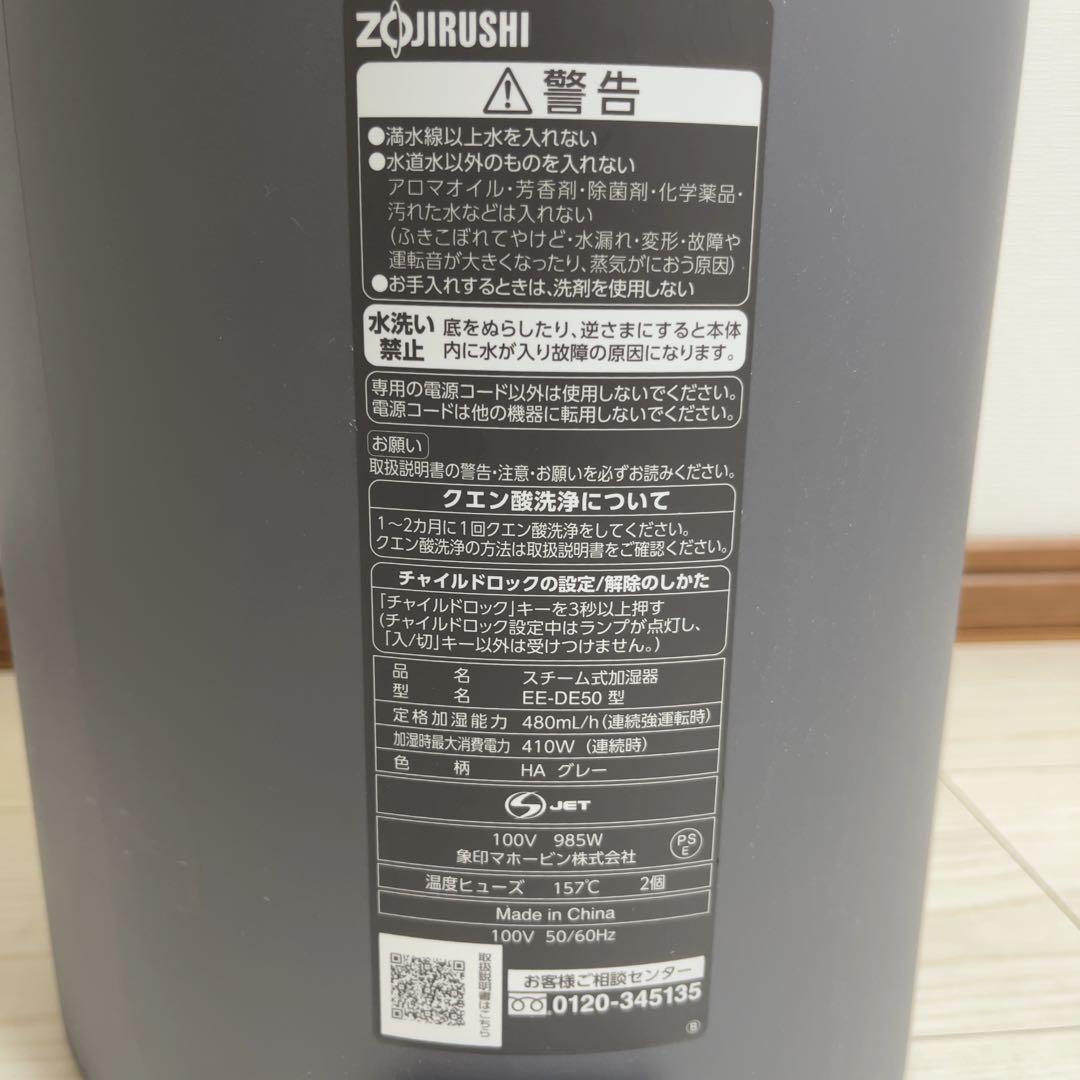 ZOJIRUSHI
警告
●満水線以上水を入れない
●水道水以外のものを入れない
アロマオイル・芳香剤・除菌剤・化学薬品・
汚れた水などは入れない
(ふきこぼれてやけど・水漏れ・変形・故障や
運転音が大きくなったり、蒸気がにおう原因)
●お手入れするときは、洗剤を使用しない
水洗い
禁止
底をぬらしたり、逆さまにすると本体
内に水が入り故障の原因になります。
専用の電源コード以外は使用しないでください。
電源コードは他の機器に転用しないでください。
お願い
取扱説明書の警告・注意・お願いを必ずお読みください。
クエン酸洗浄について
1～2カ月に1回クエン酸洗浄をしてください。
クエン酸洗浄の方法は取扱説明書をご確認ください。
チャイルドロックの設定/解除のしかた
「チャイルドロック」キーを3秒以上押す
(チャイルドロック設定中はランプが点灯し、
「入/切」キー以外は受けつけません。)
品名 スチーム式加湿器
型名 EE-DE50 型
定格加湿能力 480mL/h(連続強運転時)
加湿時最大消費電力 410W (連続時)
色柄 HA グレー
JET
100V 985W
象印マホービン株式会社
PS
E
温度ヒューズ 157℃ 2個
Made in China
100V 50/60Hz
取扱説明書はこちら
お客様ご相談センター
0120-345135
B